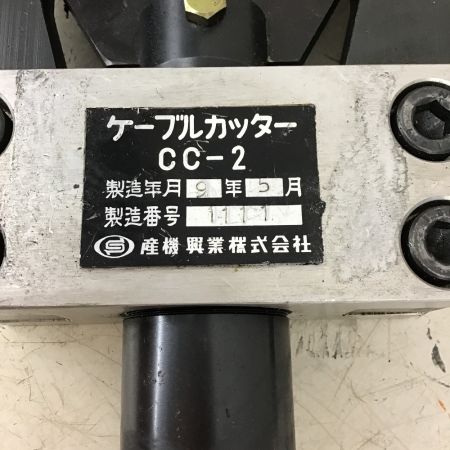 ケーブルカッター
CC-2
製造年月 9年5月
製造番号 1111
産機興業株式会社